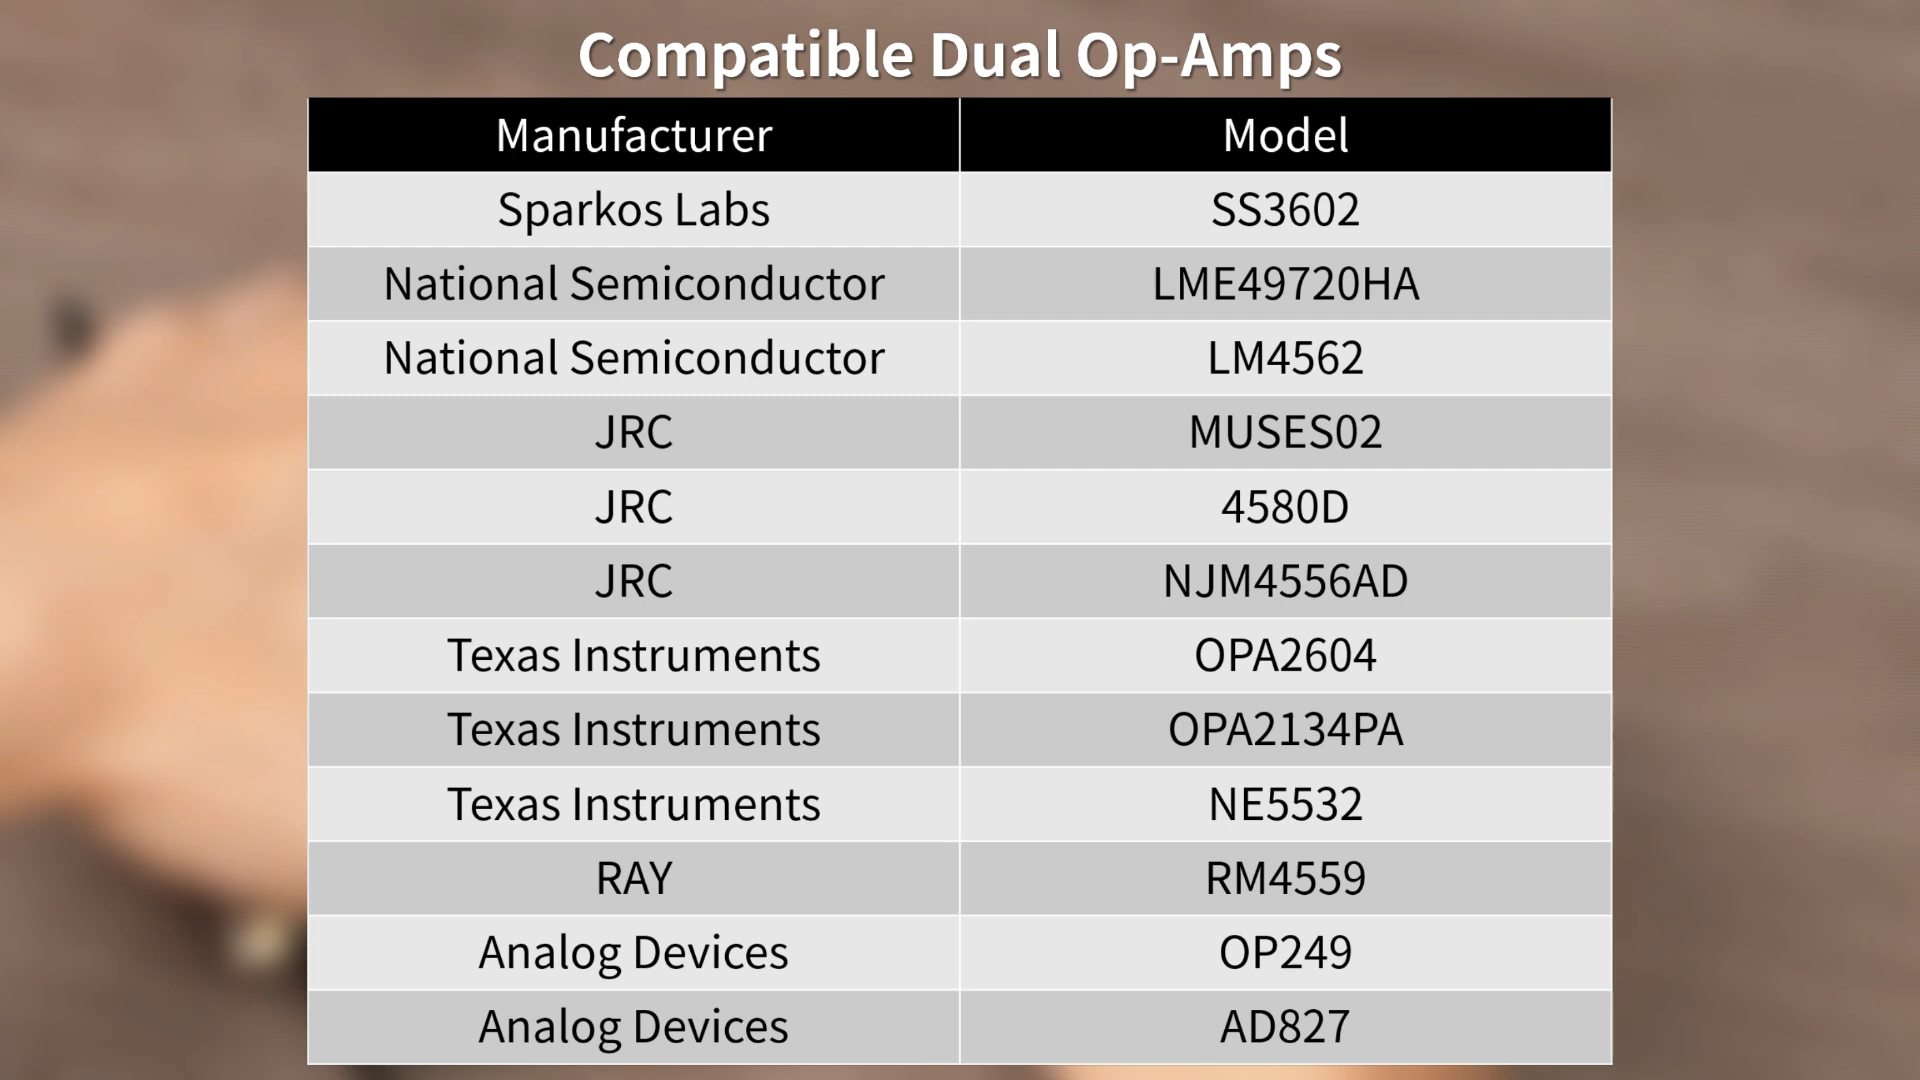 Compatible Dual Op-Amps
Manufacturer Model
Sparkos Labs SS3602
National Semiconductor LME49720HA
National Semiconductor LM4562
JRC MUSES02
JRC 4580D
JRC NJM4556AD
Texas Instruments OPA2604
Texas Instruments OPA2134PA
Texas Instruments NE5532
RAY RM4559
Analog Devices OP249
Analog Devices AD827